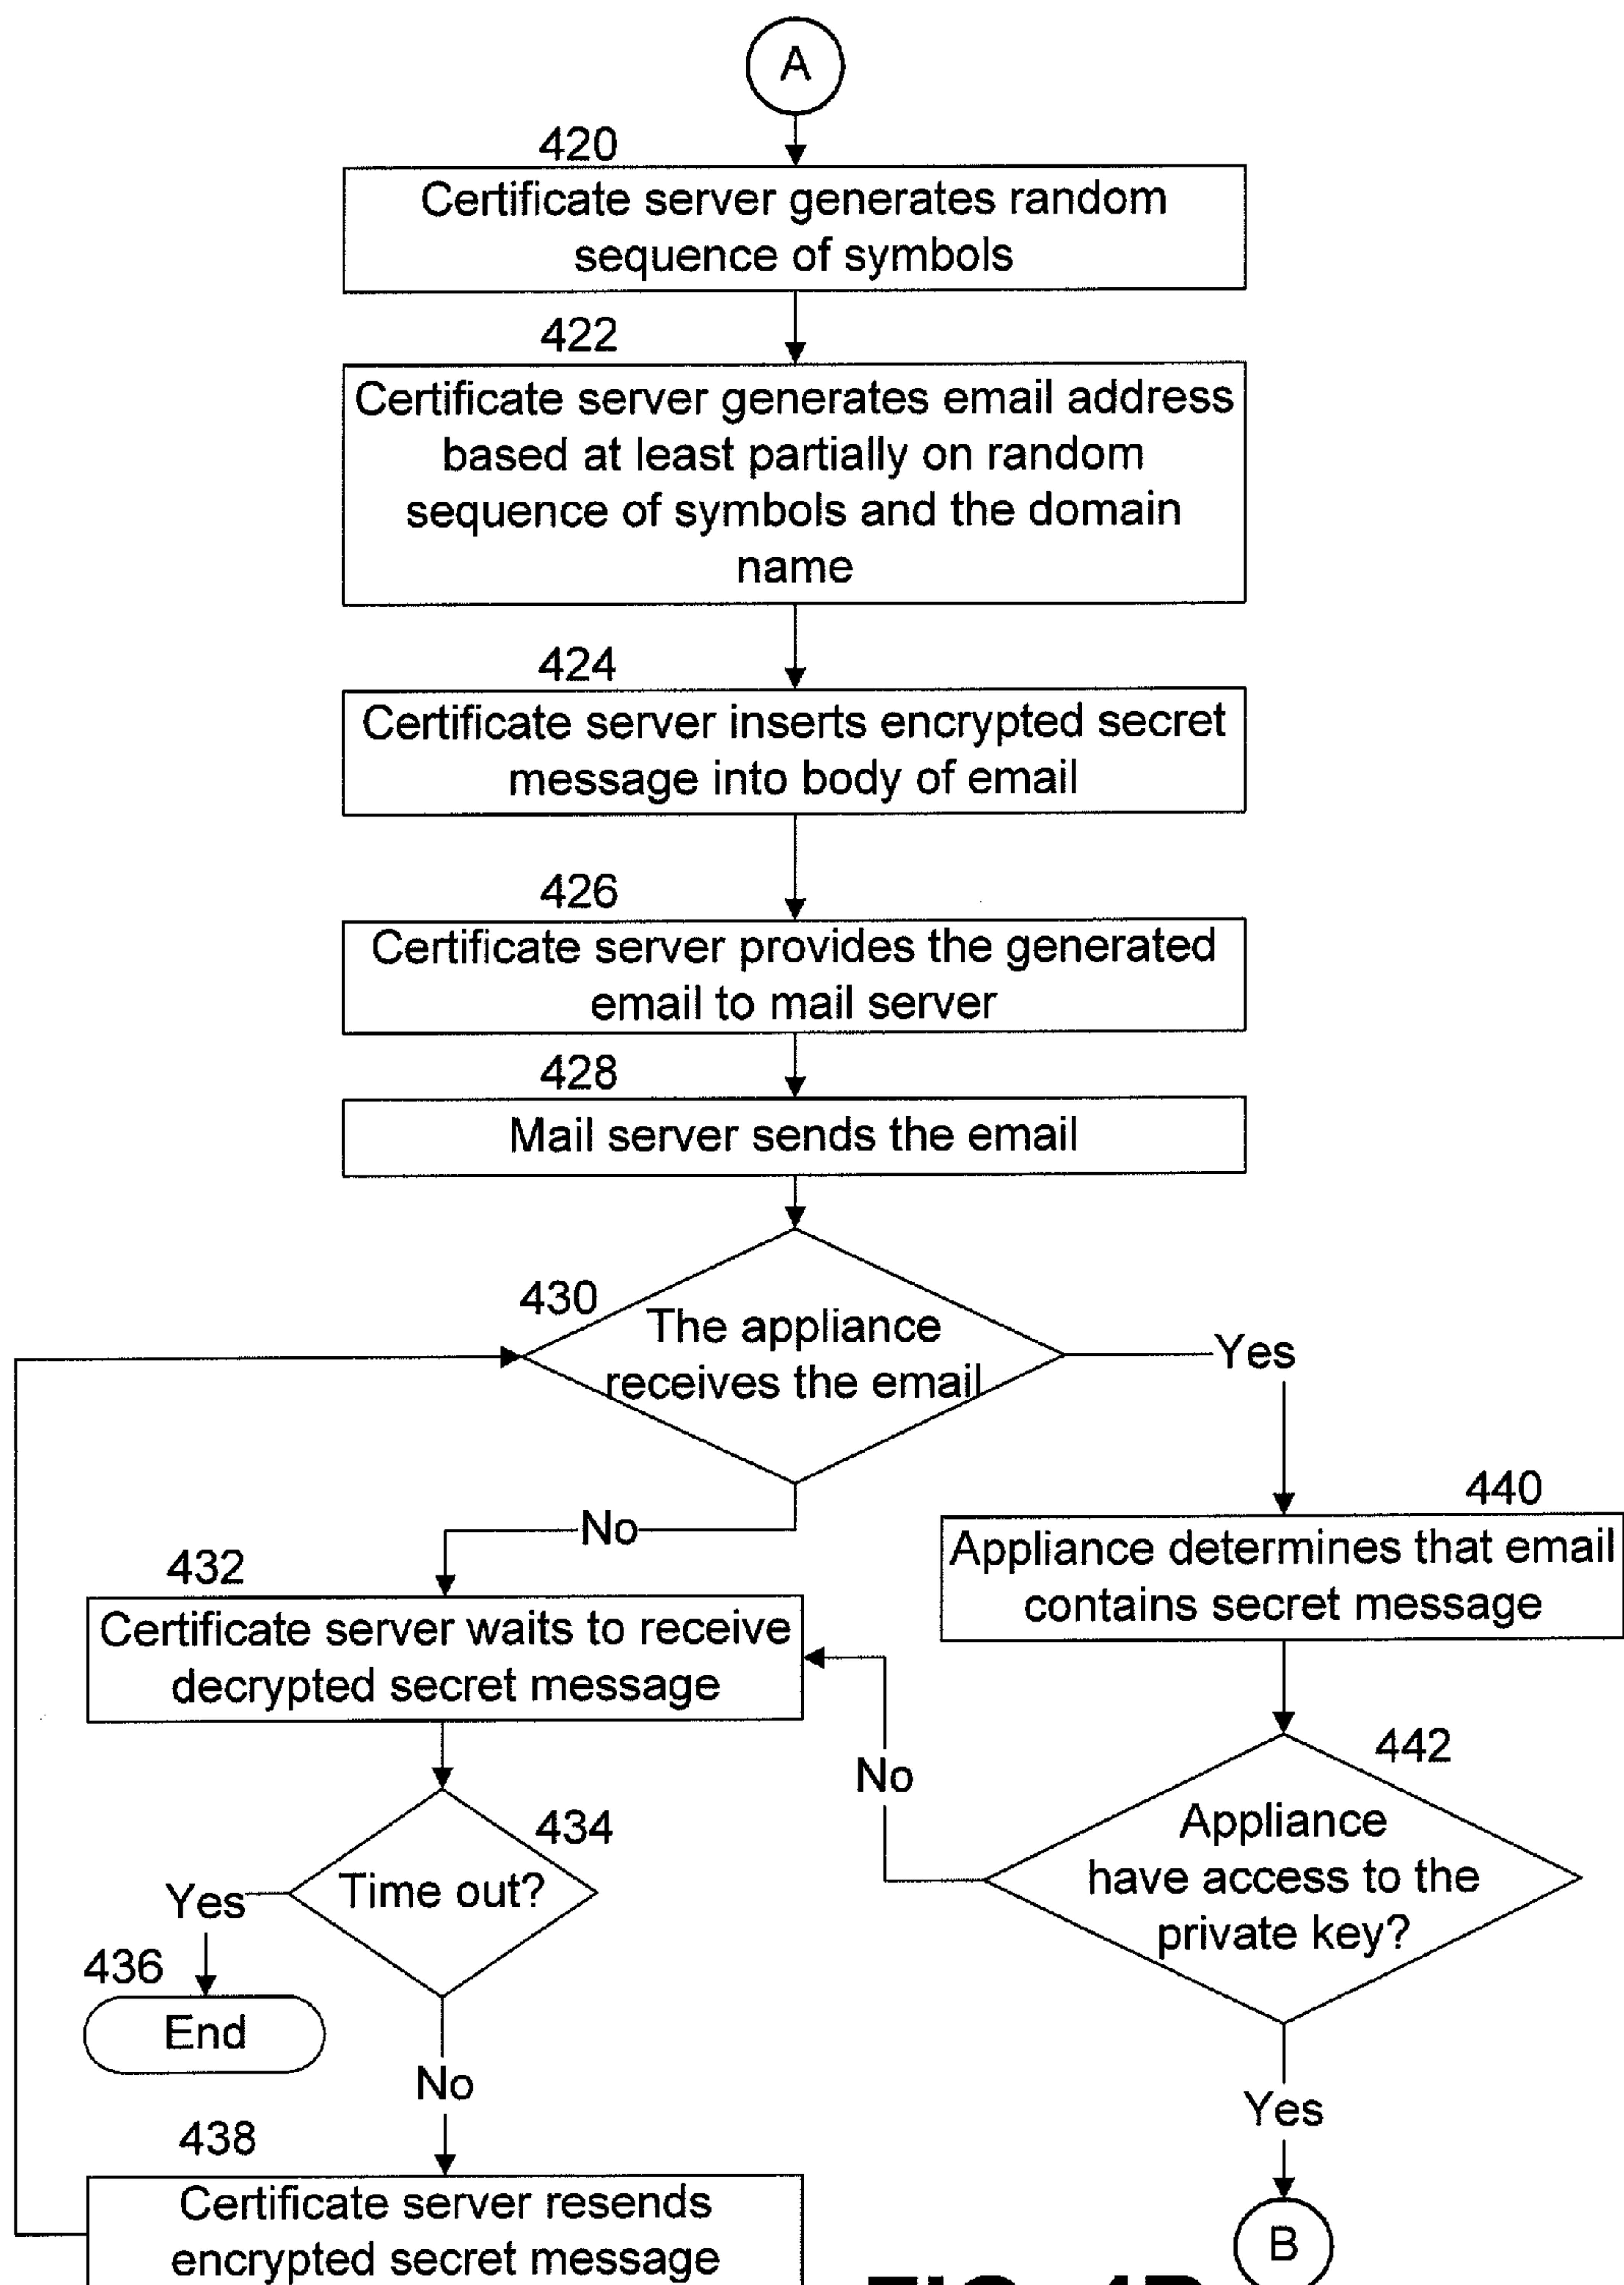 A
420
Certificate server generates random
sequence of symbols
422
Certificate server generates email address
based at least partially on random
sequence of symbols and the domain
name
424
Certificate server inserts encrypted secret
message into body of email
426
Certificate server provides the generated
email to mail server
428
Mail server sends the email
430
The appliance
receives the email
Yes
No
440
Appliance determines that email
contains secret message
432
Certificate server waits to receive
decrypted secret message
442
Appliance
have access to the
private key?
No
434
Time out?
Yes
436
End
No
Yes
438
Certificate server resends
encrypted secret message
B